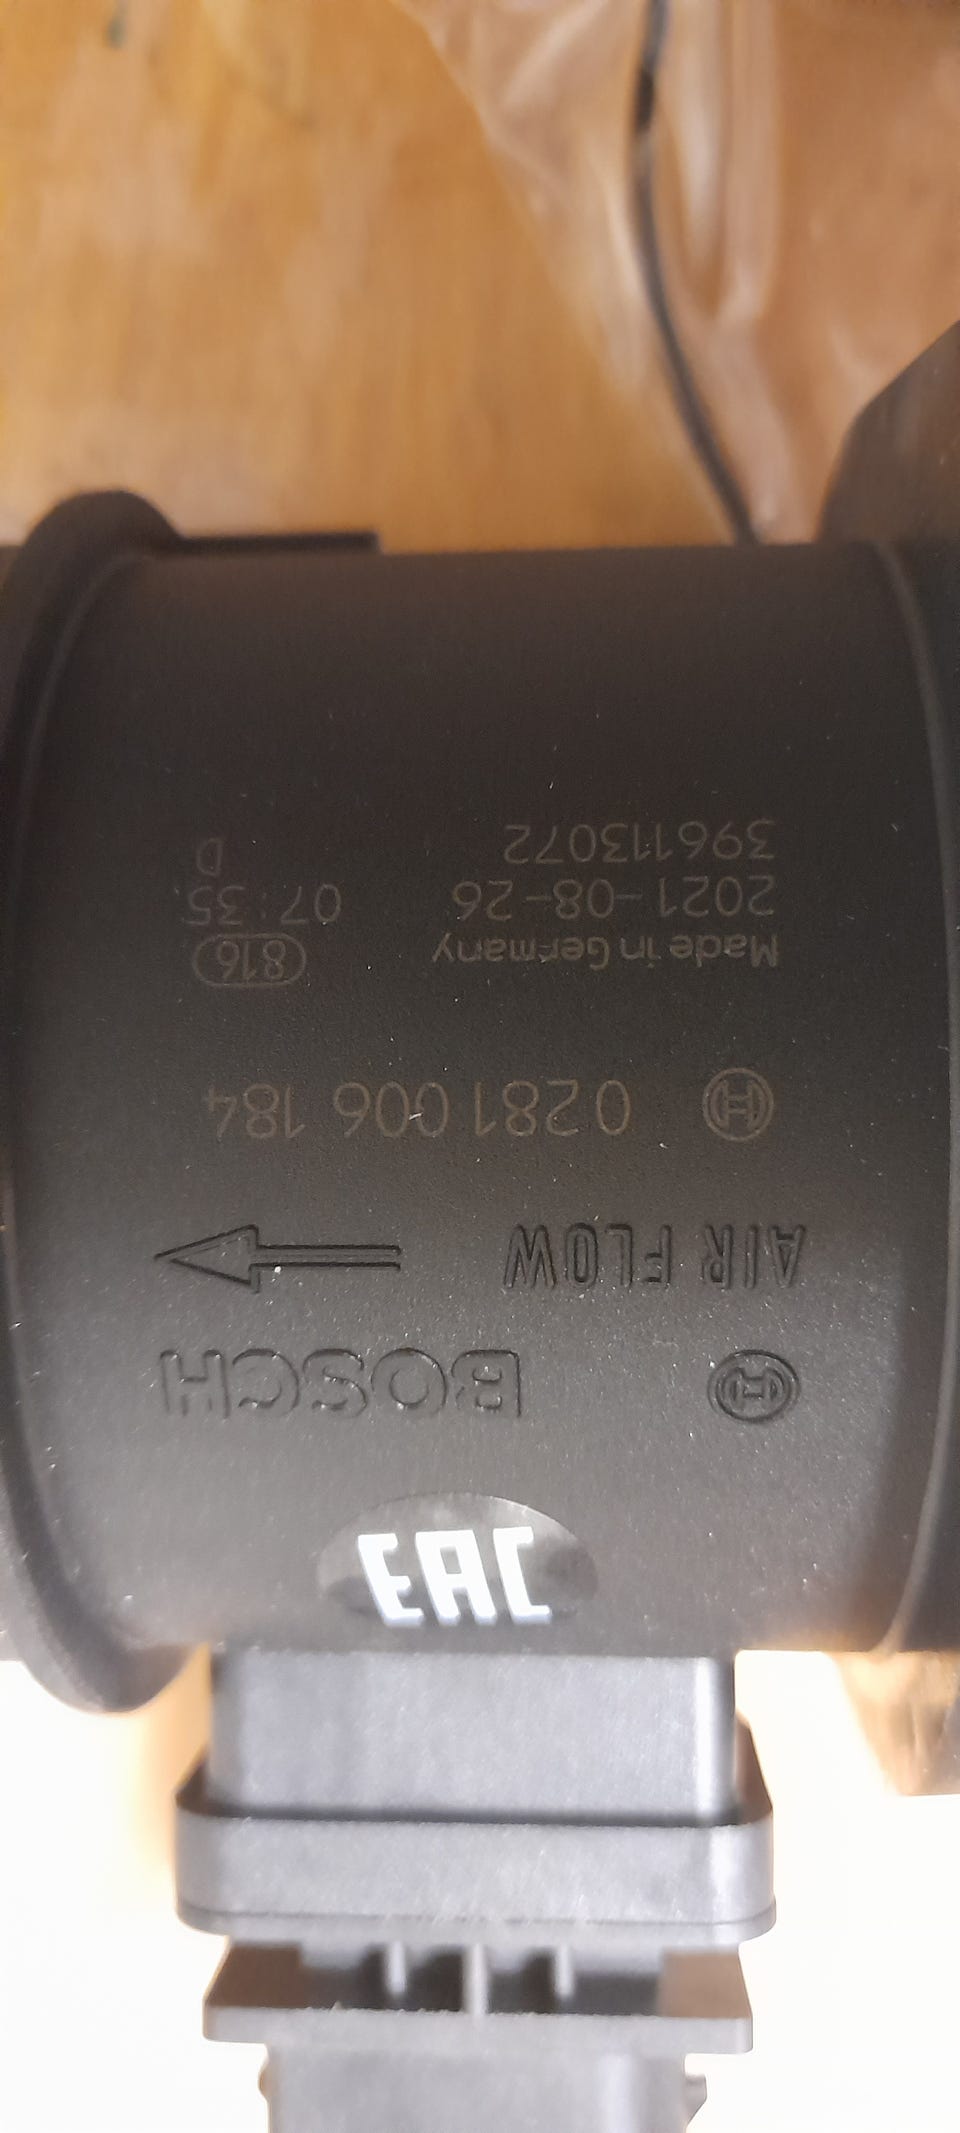 EAC
BOSCH
AIR FLOW
0281 006 184
Made in Germany 816
2021-08-26 07:35
396113072 D